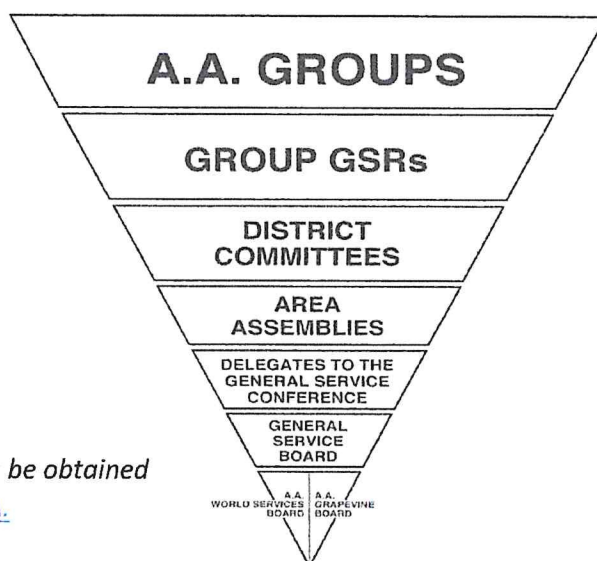 A.A. GROUPS
GROUP GSRs
DISTRICT
COMMITTEES
AREA
ASSEMBLIES
DELEGATES TO THE
GENERAL SERVICE
CONFERENCE
GENERAL
SERVICE
BOARD
be obtained
A.A.
WORLD SERVICES
BOARD
A.A.
GRAPEVINE
BOARD